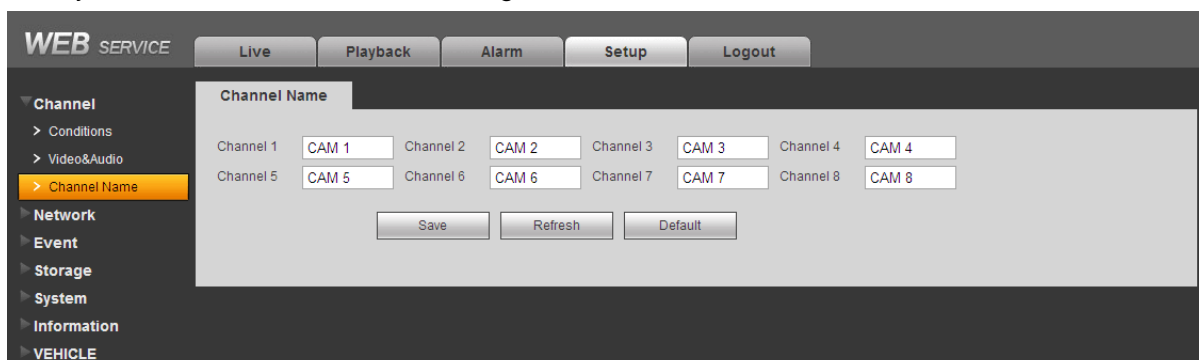 WEB SERVICE
Live Playback Alarm Setup Logout
Channel
> Conditions
> Video&Audio
> Channel Name
Network
Event
Storage
System
Information
VEHICLE
Channel Name
Channel 1 CAM 1 Channel 2 CAM 2 Channel 3 CAM 3 Channel 4 CAM 4
Channel 5 CAM 5 Channel 6 CAM 6 Channel 7 CAM 7 Channel 8 CAM 8
Save Refresh Default